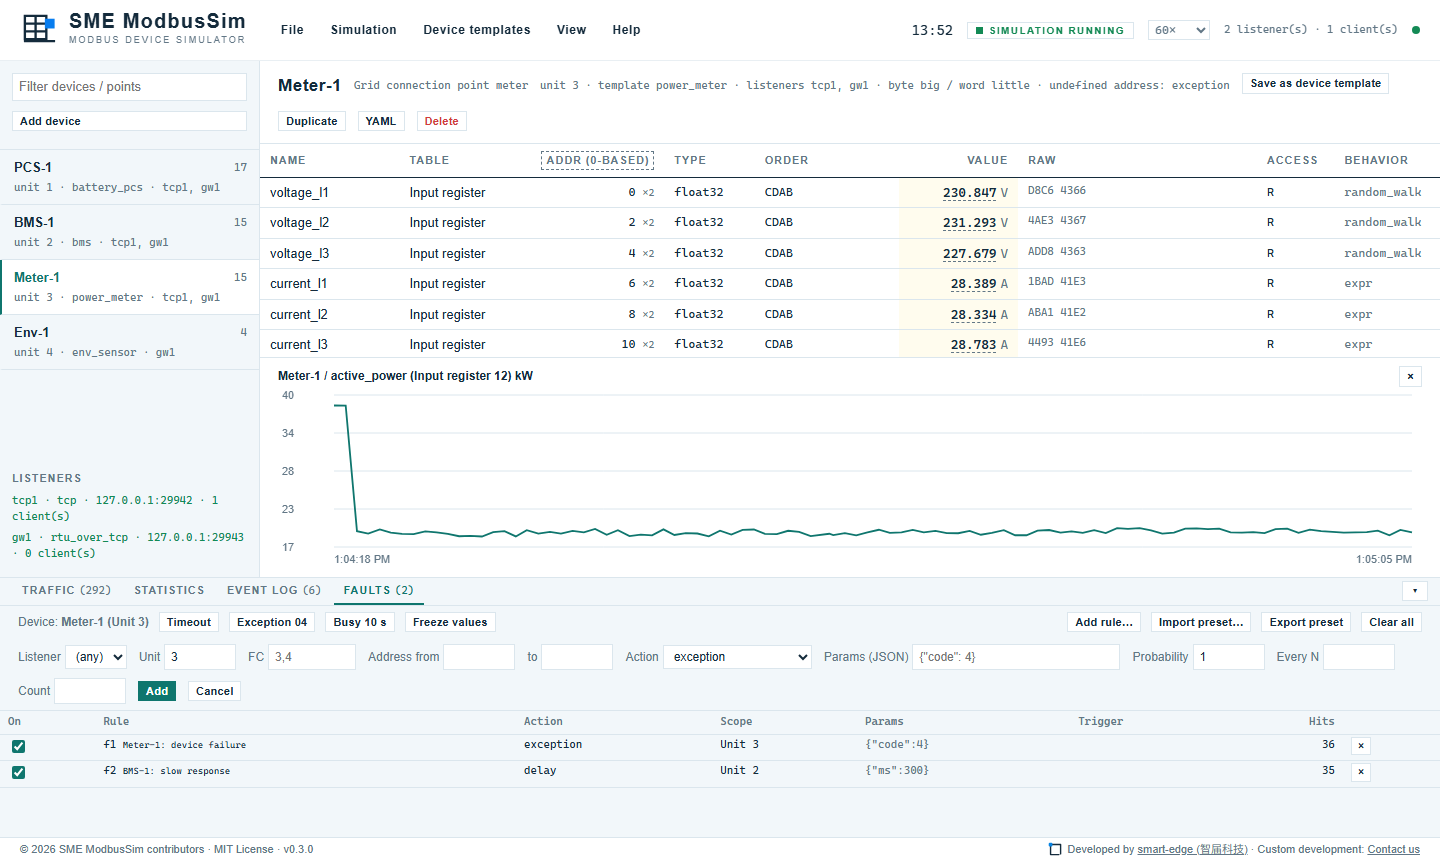 SME ModbusSim
MODBUS DEVICE SIMULATOR
File Simulation Device templates View Help
13:52 SIMULATION RUNNING 60× 2 listener(s) · 1 client(s)
Filter devices / points
Add device
PCS-1 17
unit 1 · battery_pcs · tcp1, gw1
BMS-1 15
unit 2 · bms · tcp1, gw1
Meter-1 15
unit 3 · power_meter · tcp1, gw1
Env-1 4
unit 4 · env_sensor · gw1
LISTENERS
tcp1 · tcp · 127.0.0.1:29942 · 1
client(s)
gw1 · rtu_over_tcp · 127.0.0.1:29943
· 0 client(s)
Meter-1 Grid connection point meter unit 3 · template power_meter · listeners tcp1, gw1 · byte big / word little · undefined address: exception Save as device template
Duplicate YAML Delete
NAME TABLE ADDR (0-BASED) TYPE ORDER VALUE RAW ACCESS BEHAVIOR
voltage_l1 Input register 0 ×2 float32 CDAB 230.847 V D8C6 4366 R random_walk
voltage_l2 Input register 2 ×2 float32 CDAB 231.293 V 4AE3 4367 R random_walk
voltage_l3 Input register 4 ×2 float32 CDAB 227.679 V ADD8 4363 R random_walk
current_l1 Input register 6 ×2 float32 CDAB 28.389 A 1BAD 41E3 R expr
current_l2 Input register 8 ×2 float32 CDAB 28.334 A ABA1 41E2 R expr
current_l3 Input register 10 ×2 float32 CDAB 28.783 A 4493 41E6 R expr
Meter-1 / active_power (Input register 12) kW ×
40
34
28
23
17
1:04:18 PM 1:05:05 PM
TRAFFIC (292) STATISTICS EVENT LOG (6) FAULTS (2)
Device: Meter-1 (Unit 3) Timeout Exception 04 Busy 10 s Freeze values Add rule... Import preset... Export preset Clear all
Listener (any) Unit 3 FC 3,4 Address from to Action exception Params (JSON) {"code": 4} Probability 1 Every N
Count Add Cancel
On Rule Action Scope Params Trigger Hits
f1 Meter-1: device failure exception Unit 3 {"code":4} 36 ×
f2 BMS-1: slow response delay Unit 2 {"ms":300} 35 ×
© 2026 SME ModbusSim contributors · MIT License · v0.3.0 Developed by smart-edge (智届科技) · Custom development: Contact us